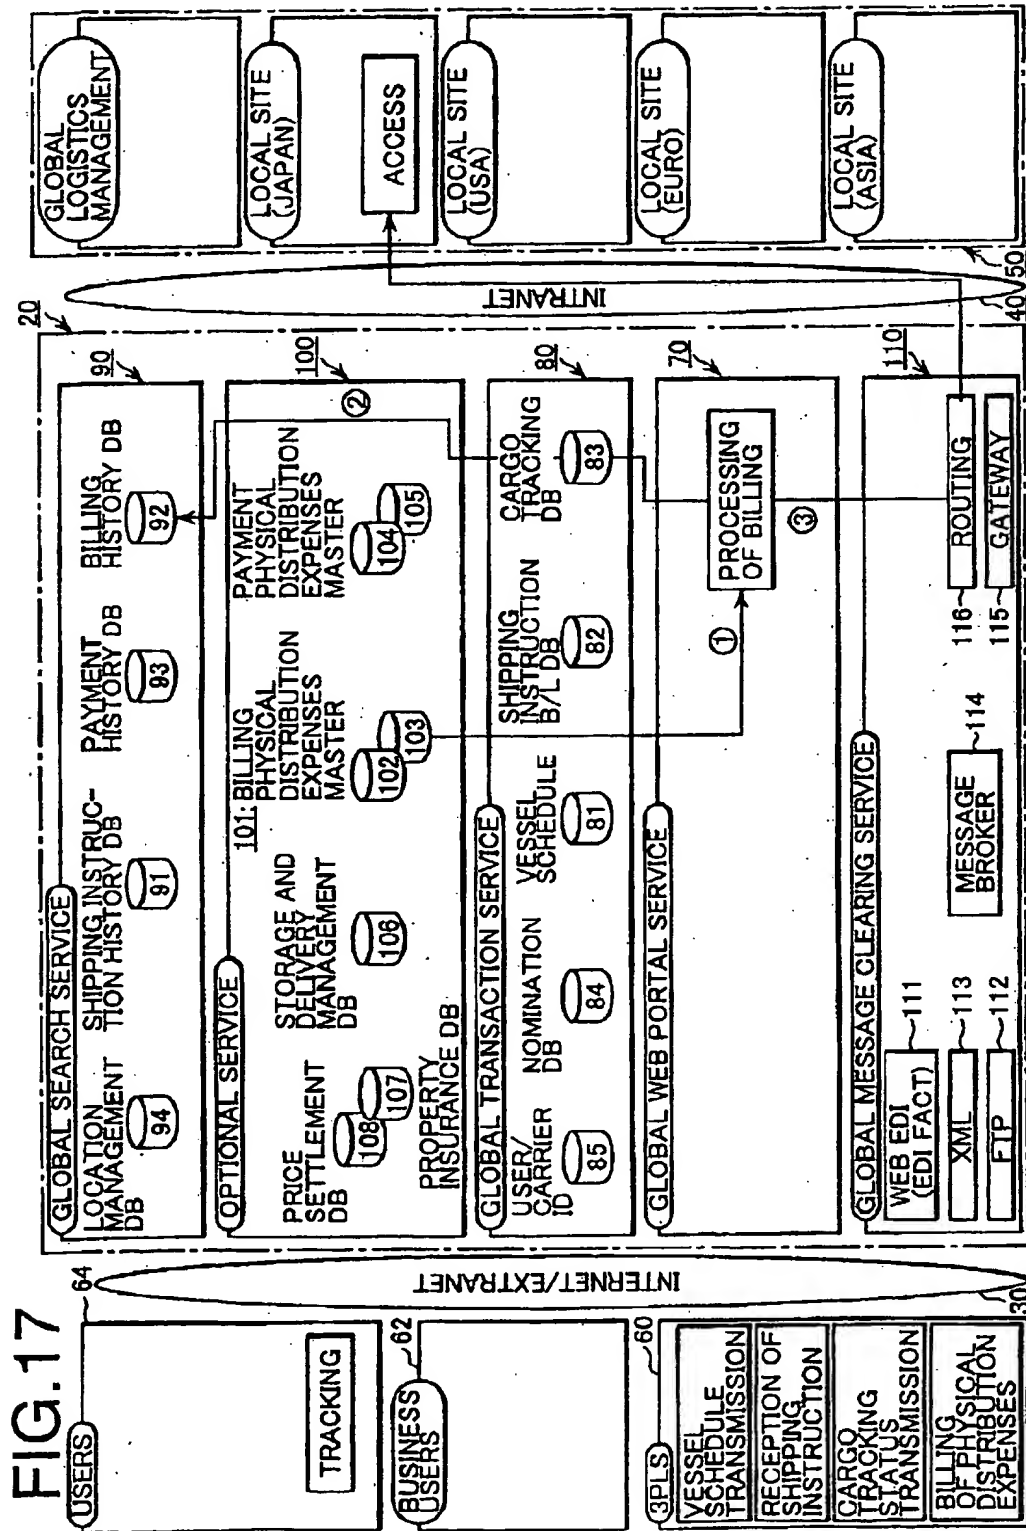 FIG.17
USERS
64
TRACKING
BUSINESS
USERS
62
3PLS
60
VESSEL
SCHEDULE
TRANSMISSION
RECEPTION OF
SHIPPING
INSTRUCTION
CARGO
TRACKING
STATUS
TRANSMISSION
BILLING
OF PHYSICAL
DISTRIBUTION
EXPENSES
INTERNET/EXTRANET
30
20
GLOBAL SEARCH SERVICE
90
LOCATION
MANAGEMENT
DB
94
SHIPPING INSTRUC-
TION HISTORY DB
91
PAYMENT
HISTORY DB
93
BILLING
HISTORY DB
92
OPTIONAL SERVICE
100
PRICE
SETTLEMENT
DB
108
107
PROPERTY
INSURANCE DB
STORAGE AND
DELIVERY
MANAGEMENT
DB
106
101: BILLING
PHYSICAL
DISTRIBUTION
EXPENSES
MASTER
102
103
PAYMENT
PHYSICAL
DISTRIBUTION
EXPENSES
MASTER
104
105
②
GLOBAL TRANSACTION SERVICE
80
USER/
CARRIER
ID
85
NOMINATION
DB
84
VESSEL
SCHEDULE
81
SHIPPING
INSTRUCTION
B/L DB
82
CARGO
TRACKING
DB
83
GLOBAL WEB PORTAL SERVICE
70
①
PROCESSING
OF BILLING
③
GLOBAL MESSAGE CLEARING SERVICE
110
WEB EDI
(EDI FACT)
111
XML
113
FTP
112
MESSAGE
BROKER
114
ROUTING
116
GATEWAY
115
INTRANET
40
50
GLOBAL
LOGISTICS
MANAGEMENT
LOCAL SITE
(JAPAN)
ACCESS
LOCAL SITE
(USA)
LOCAL SITE
(EURO)
LOCAL SITE
(ASIA)